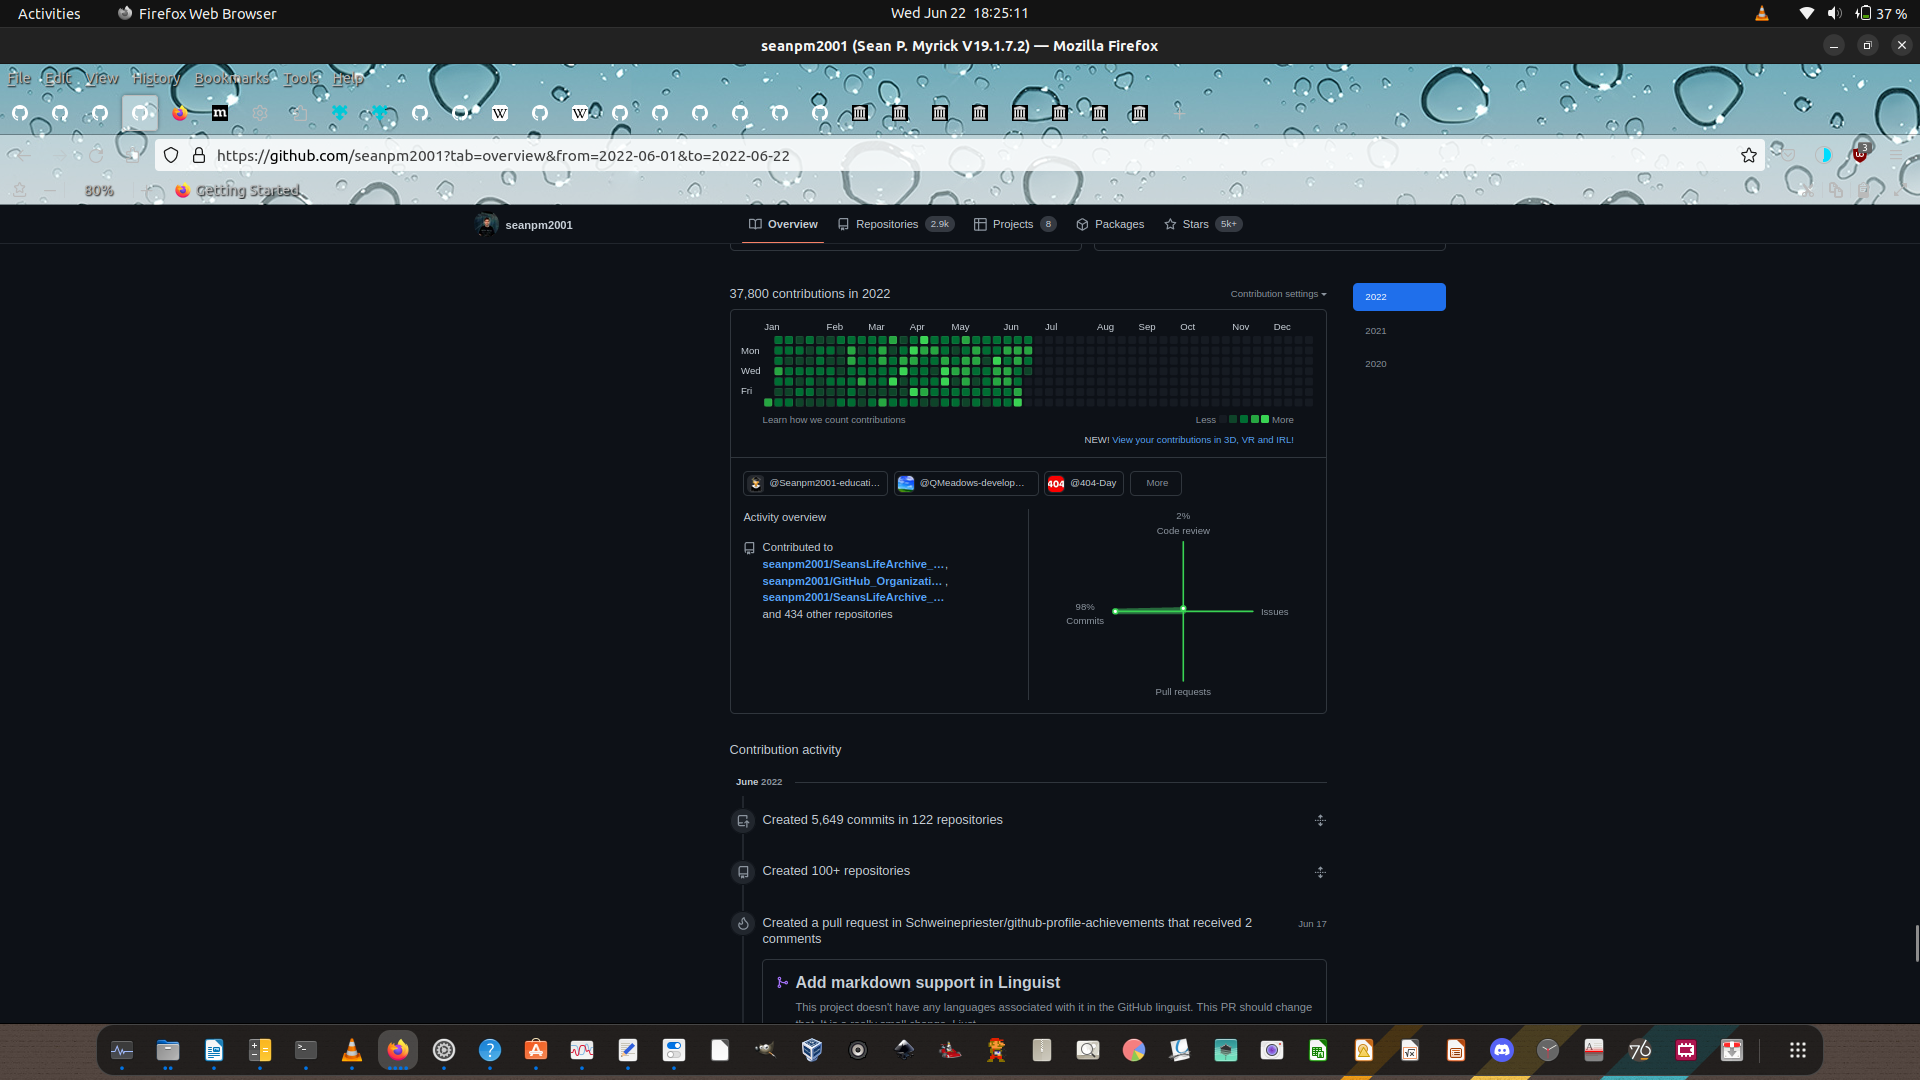 Activities
Firefox Web Browser
Wed Jun 22 18:25:11
37 %
seanpm2001 (Sean P. Myrick V19.1.7.2) — Mozilla Firefox
File Edit View History Bookmarks Tools Help
https://github.com/seanpm2001?tab=overview&from=2022-06-01&to=2022-06-22
3
80%
Getting Started
seanpm2001
Overview
Repositories 2.9k
Projects 8
Packages
Stars 5k+
37,800 contributions in 2022
Contribution settings
2022
2021
2020
Jan Feb Mar Apr May Jun Jul Aug Sep Oct Nov Dec
Mon
Wed
Fri
Learn how we count contributions
Less More
NEW! View your contributions in 3D, VR and IRL!
@Seanpm2001-educati...
@QMeadows-develop...
404 @404-Day
More
Activity overview
Contributed to
seanpm2001/SeansLifeArchive_...,
seanpm2001/GitHub_Organizati... ,
seanpm2001/SeansLifeArchive_...
and 434 other repositories
2%
Code review
98%
Commits
Issues
Pull requests
Contribution activity
June 2022
Created 5,649 commits in 122 repositories
Created 100+ repositories
Created a pull request in Schweinepriester/github-profile-achievements that received 2
comments
Jun 17
Add markdown support in Linguist
This project doesn't have any languages associated with it in the GitHub linguist. This PR should change